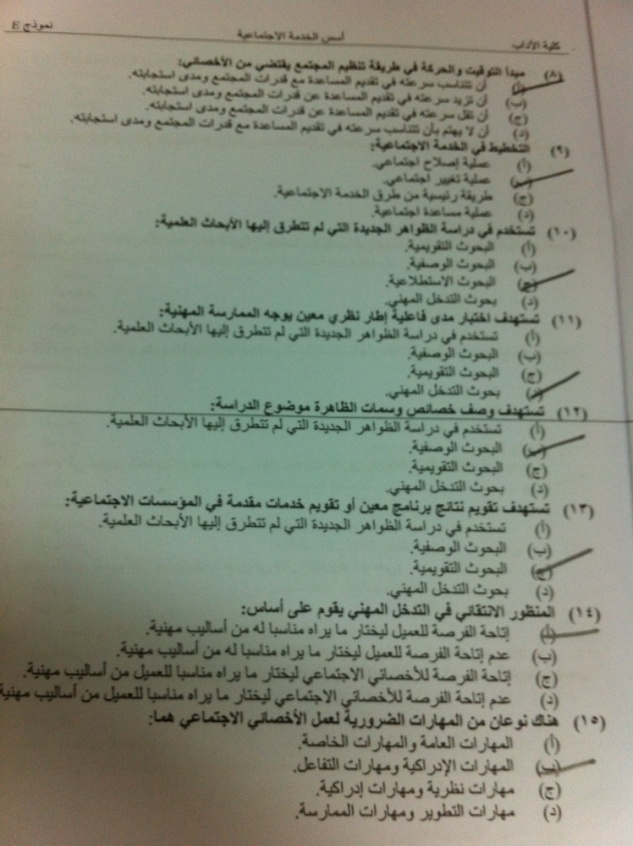 كلية الآداب أسس الخدمة الاجتماعية نموذج E
(٨) مبدأ التوقيت والحركة في طريقة تنظيم المجتمع يقتضي من الأخصائي:
(أ) أن تتناسب سرعته في تقديم المساعدة مع قدرات المجتمع ومدى استجابته.
(ب) أن تزيد سرعته في تقديم المساعدة عن قدرات المجتمع ومدى استجابته.
(ج) أن تقل سرعته في تقديم المساعدة عن قدرات المجتمع ومدى استجابته.
(د) أن لا يهتم بأن تتناسب سرعته في تقديم المساعدة مع قدرات المجتمع ومدى استجابته.
(٩) التخطيط في الخدمة الاجتماعية:
(أ) عملية إصلاح اجتماعي.
(ب) عملية تغيير اجتماعي.
(ج) طريقة رئيسية من طرق الخدمة الاجتماعية.
(د) عملية مساعدة اجتماعية.
(١٠) تستخدم في دراسة الظواهر الجديدة التي لم تتطرق إليها الأبحاث العلمية:
(أ) البحوث التقويمية.
(ب) البحوث الوصفية.
(ج) البحوث الاستطلاعية.
(د) بحوث التدخل المهني.
(١١) تستهدف اختبار مدى فاعلية إطار نظري معين يوجه الممارسة المهنية:
(أ) تستخدم في دراسة الظواهر الجديدة التي لم تتطرق إليها الأبحاث العلمية.
(ب) البحوث الوصفية.
(ج) البحوث التقويمية.
(د) بحوث التدخل المهني.
(١٢) تستهدف وصف خصائص وسمات الظاهرة موضوع الدراسة:
(أ) تستخدم في دراسة الظواهر الجديدة التي لم تتطرق إليها الأبحاث العلمية.
(ب) البحوث الوصفية.
(ج) البحوث التقويمية.
(د) بحوث التدخل المهني.
(١٣) تستهدف تقويم نتائج برنامج معين أو تقويم خدمات مقدمة في المؤسسات الاجتماعية:
(أ) تستخدم في دراسة الظواهر الجديدة التي لم تتطرق إليها الأبحاث العلمية.
(ب) البحوث الوصفية.
(ج) البحوث التقويمية.
(د) بحوث التدخل المهني.
(١٤) المنظور الانتقائي في التدخل المهني يقوم على أساس:
(أ) إتاحة الفرصة للعميل ليختار ما يراه مناسبا له من أساليب مهنية.
(ب) عدم إتاحة الفرصة للعميل ليختار ما يراه مناسبا له من أساليب مهنية.
(ج) إتاحة الفرصة للأخصائي الاجتماعي ليختار ما يراه مناسبا للعميل من أساليب مهنية.
(د) عدم إتاحة الفرصة للأخصائي الاجتماعي ليختار ما يراه مناسبا للعميل من أساليب مهنية
(١٥) هناك نوعان من المهارات الضرورية لعمل الأخصائي الاجتماعي هما:
(أ) المهارات العامة والمهارات الخاصة.
(ب) المهارات الإدراكية ومهارات التفاعل.
(ج) مهارات نظرية ومهارات إدراكية.
(د) مهارات التطوير ومهارات الممارسة.